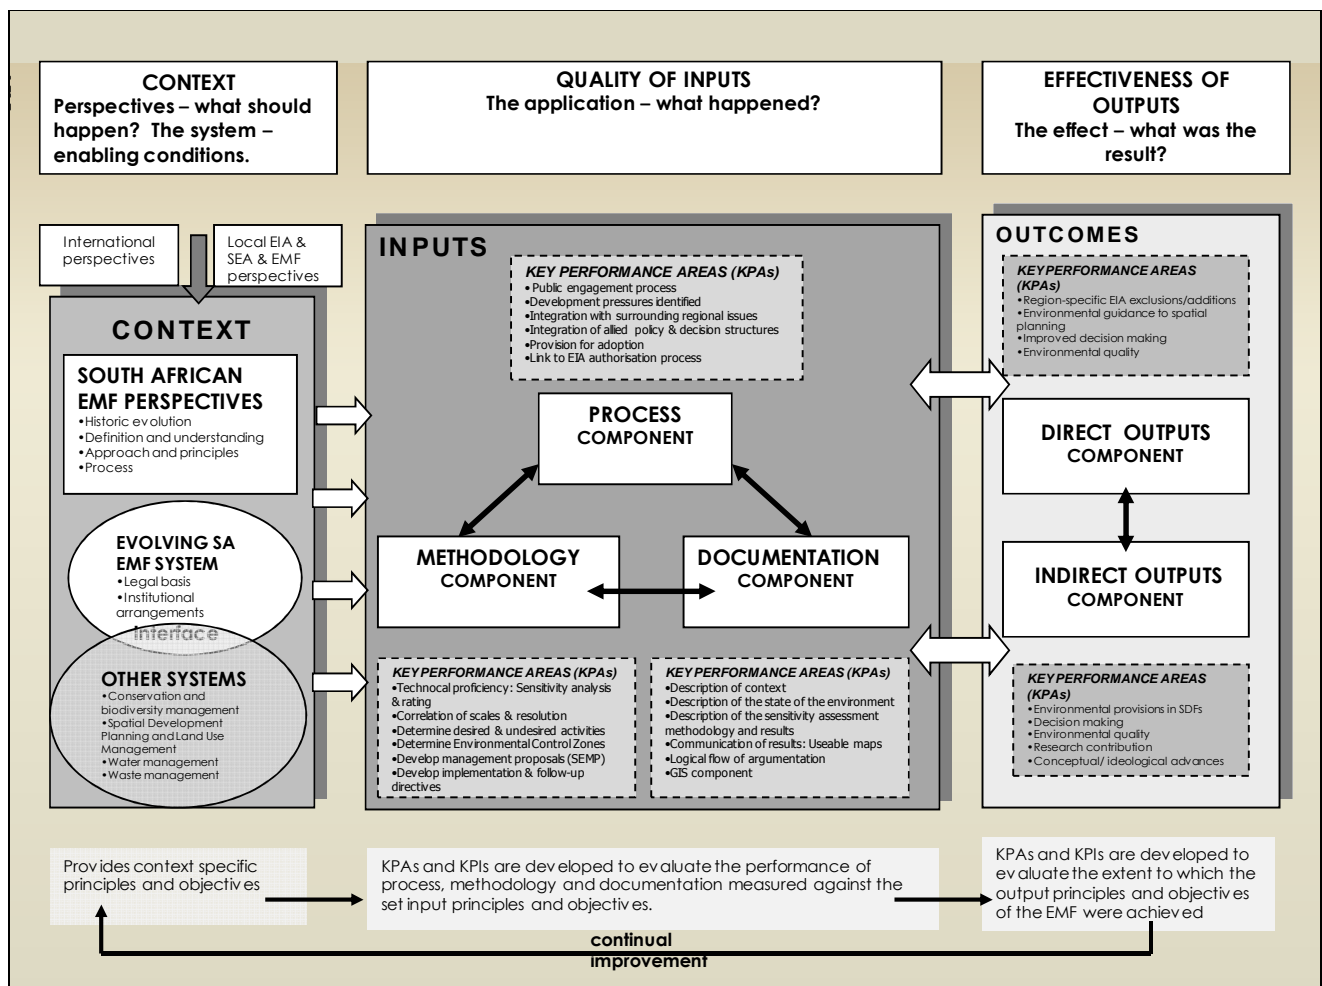 CONTEXT
Perspectives – what should
happen?  The system –
enabling conditions.
QUALITY OF INPUTS
The application – what happened?
EFFECTIVENESS OF
OUTPUTS
The effect – what was the
result?
International
perspectives
Local EIA &
SEA & EMF
perspectives
CONTEXT
SOUTH AFRICAN
EMF PERSPECTIVES
•Historic evolution
•Definition and understanding
•Approach and principles
•Process
EVOLVING SA
EMF SYSTEM
•Legal basis
•Institutional
arrangements
Interface
OTHER SYSTEMS
•Conservation and
biodiversity management
•Spatial Development
Planning and Land Use
Management
•Water management
•Waste management
INPUTS
KEY PERFORMANCE AREAS (KPAs)
•Public engagement process
•Development pressures identified
•Integration with surrounding regional issues
•Integration of allied policy & decision structures
•Provision for adoption
•Link to EIA authorisation process
PROCESS
COMPONENT
METHODOLOGY
COMPONENT
DOCUMENTATION
COMPONENT
KEY PERFORMANCE AREAS (KPAs)
•Technocal proficiency: Sensitivity analysis
& rating
•Correlation of scales & resolution
•Determine desired & undesired activities
•Determine Environmental Control Zones
•Develop management proposals (SEMP)
•Develop implementation & follow-up
directives
KEY PERFORMANCE AREAS (KPAs)
•Description of context
•Description of the state of the environment
•Description of the sensitivity assessment
methodology and results
•Communication of results: Useable maps
•Logical flow of argumentation
•GIS component
OUTCOMES
KEY PERFORMANCE AREAS
(KPAs)
•Region-specific EIA exclusions/additions
•Environmental guidance to spatial
planning
•Improved decision making
•Environmental quality
DIRECT OUTPUTS
COMPONENT
INDIRECT OUTPUTS
COMPONENT
KEY PERFORMANCE AREAS
(KPAs)
•Environmental provisions in SDFs
•Decision making
•Environmental quality
•Research contribution
•Conceptual/ ideological advances
Provides context specific
principles and objectives
KPAs and KPIs are developed to evaluate the performance of
process, methodology and documentation measured against the
set input principles and objectives.
KPAs and KPIs are developed to
evaluate the extent to which the
output principles and objectives
of the EMF were achieved
continual
improvement